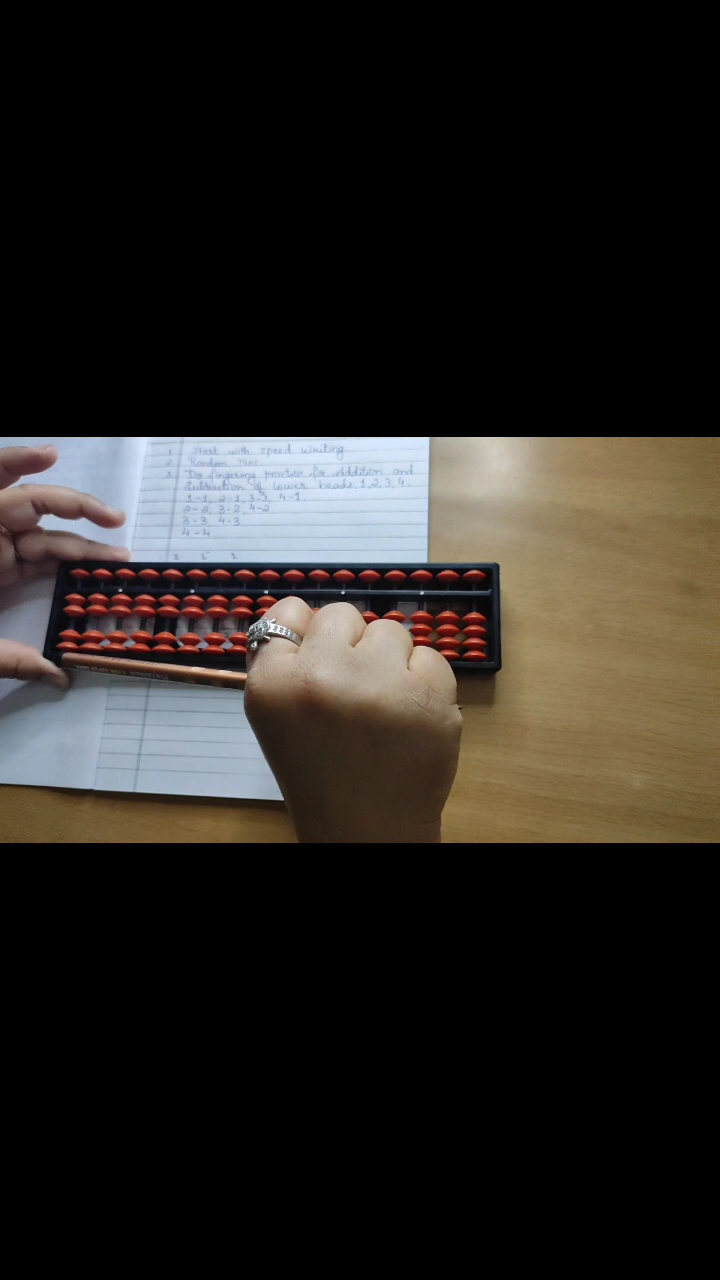 1 Start with speed writing
2 Random Nos
3 Do fingering practice for Addition and
Subtraction of lower beads 1, 2, 3, 4.
1-1, 2-1, 3-1, 4-1
2-2, 3-2, 4-2
3-3 4-3
4-4